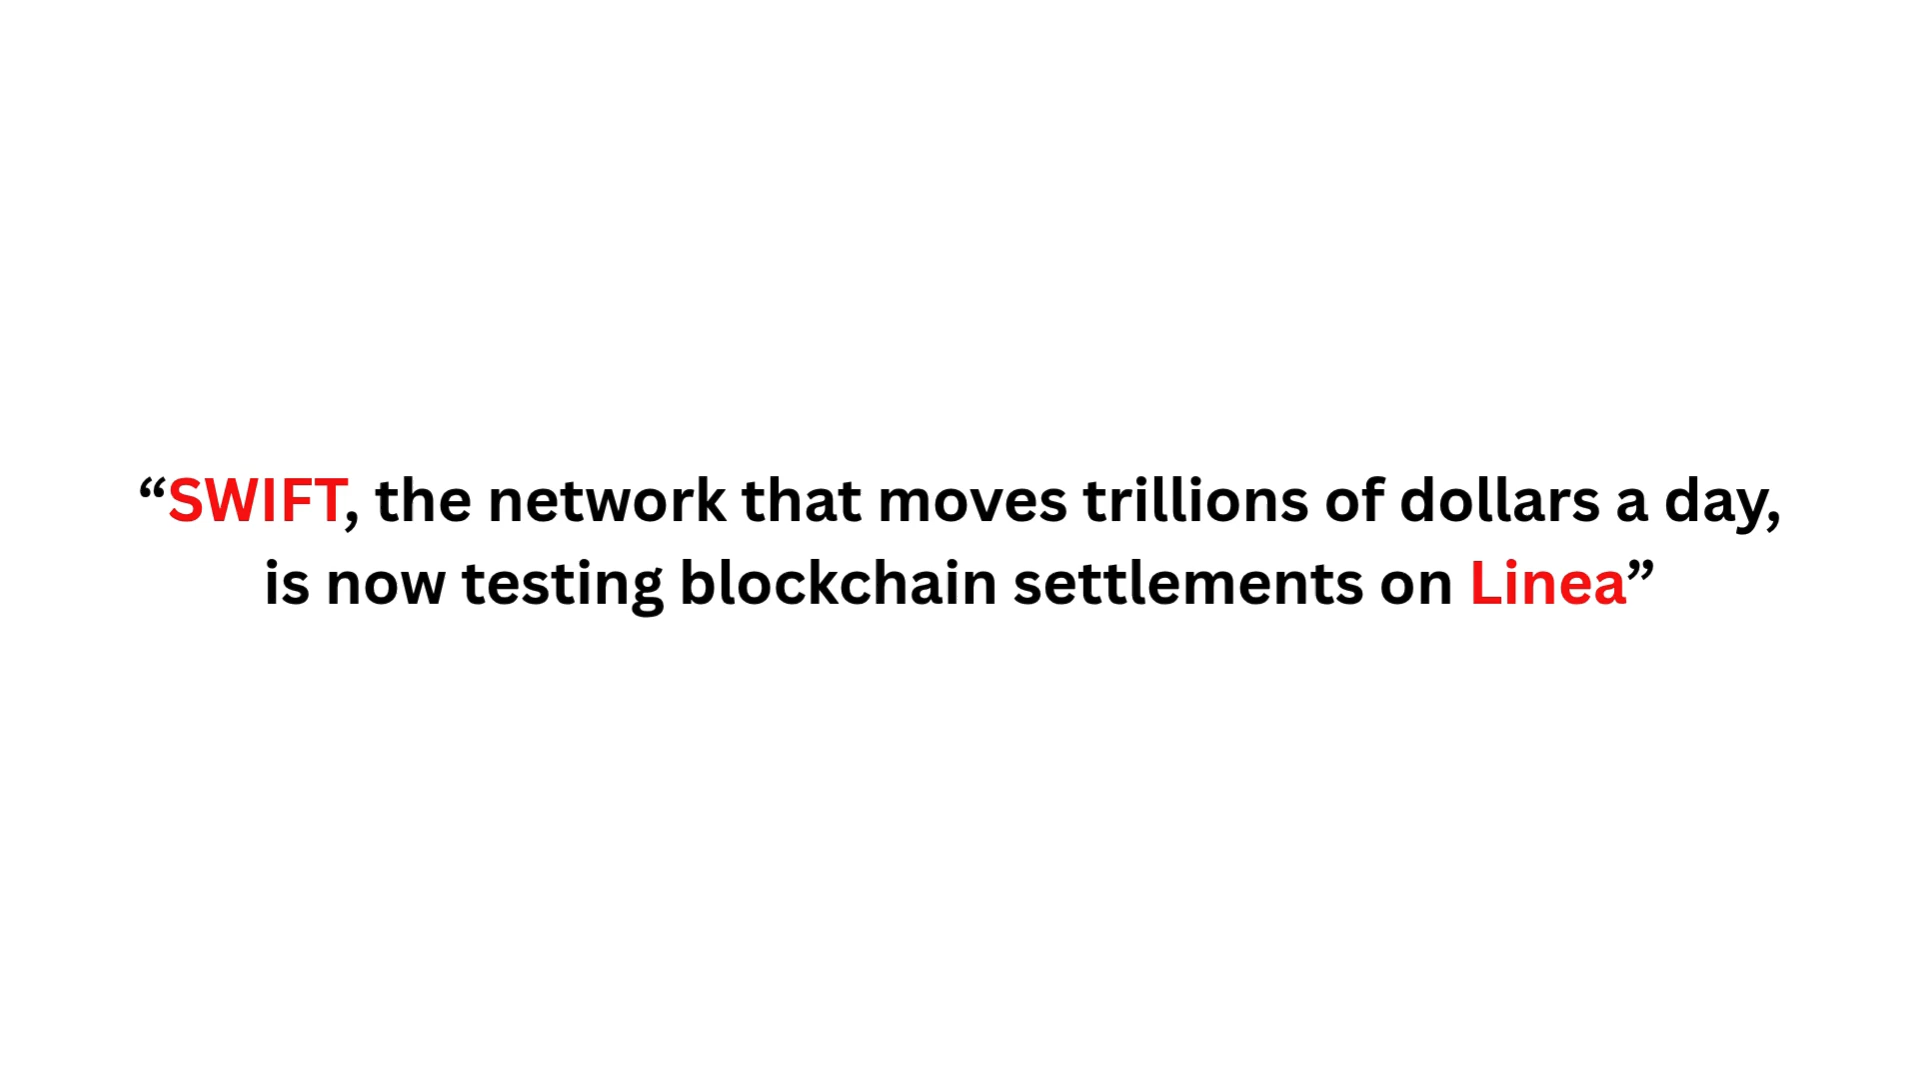 “SWIFT, the network that moves trillions of dollars a day,
is now testing blockchain settlements on Linea”